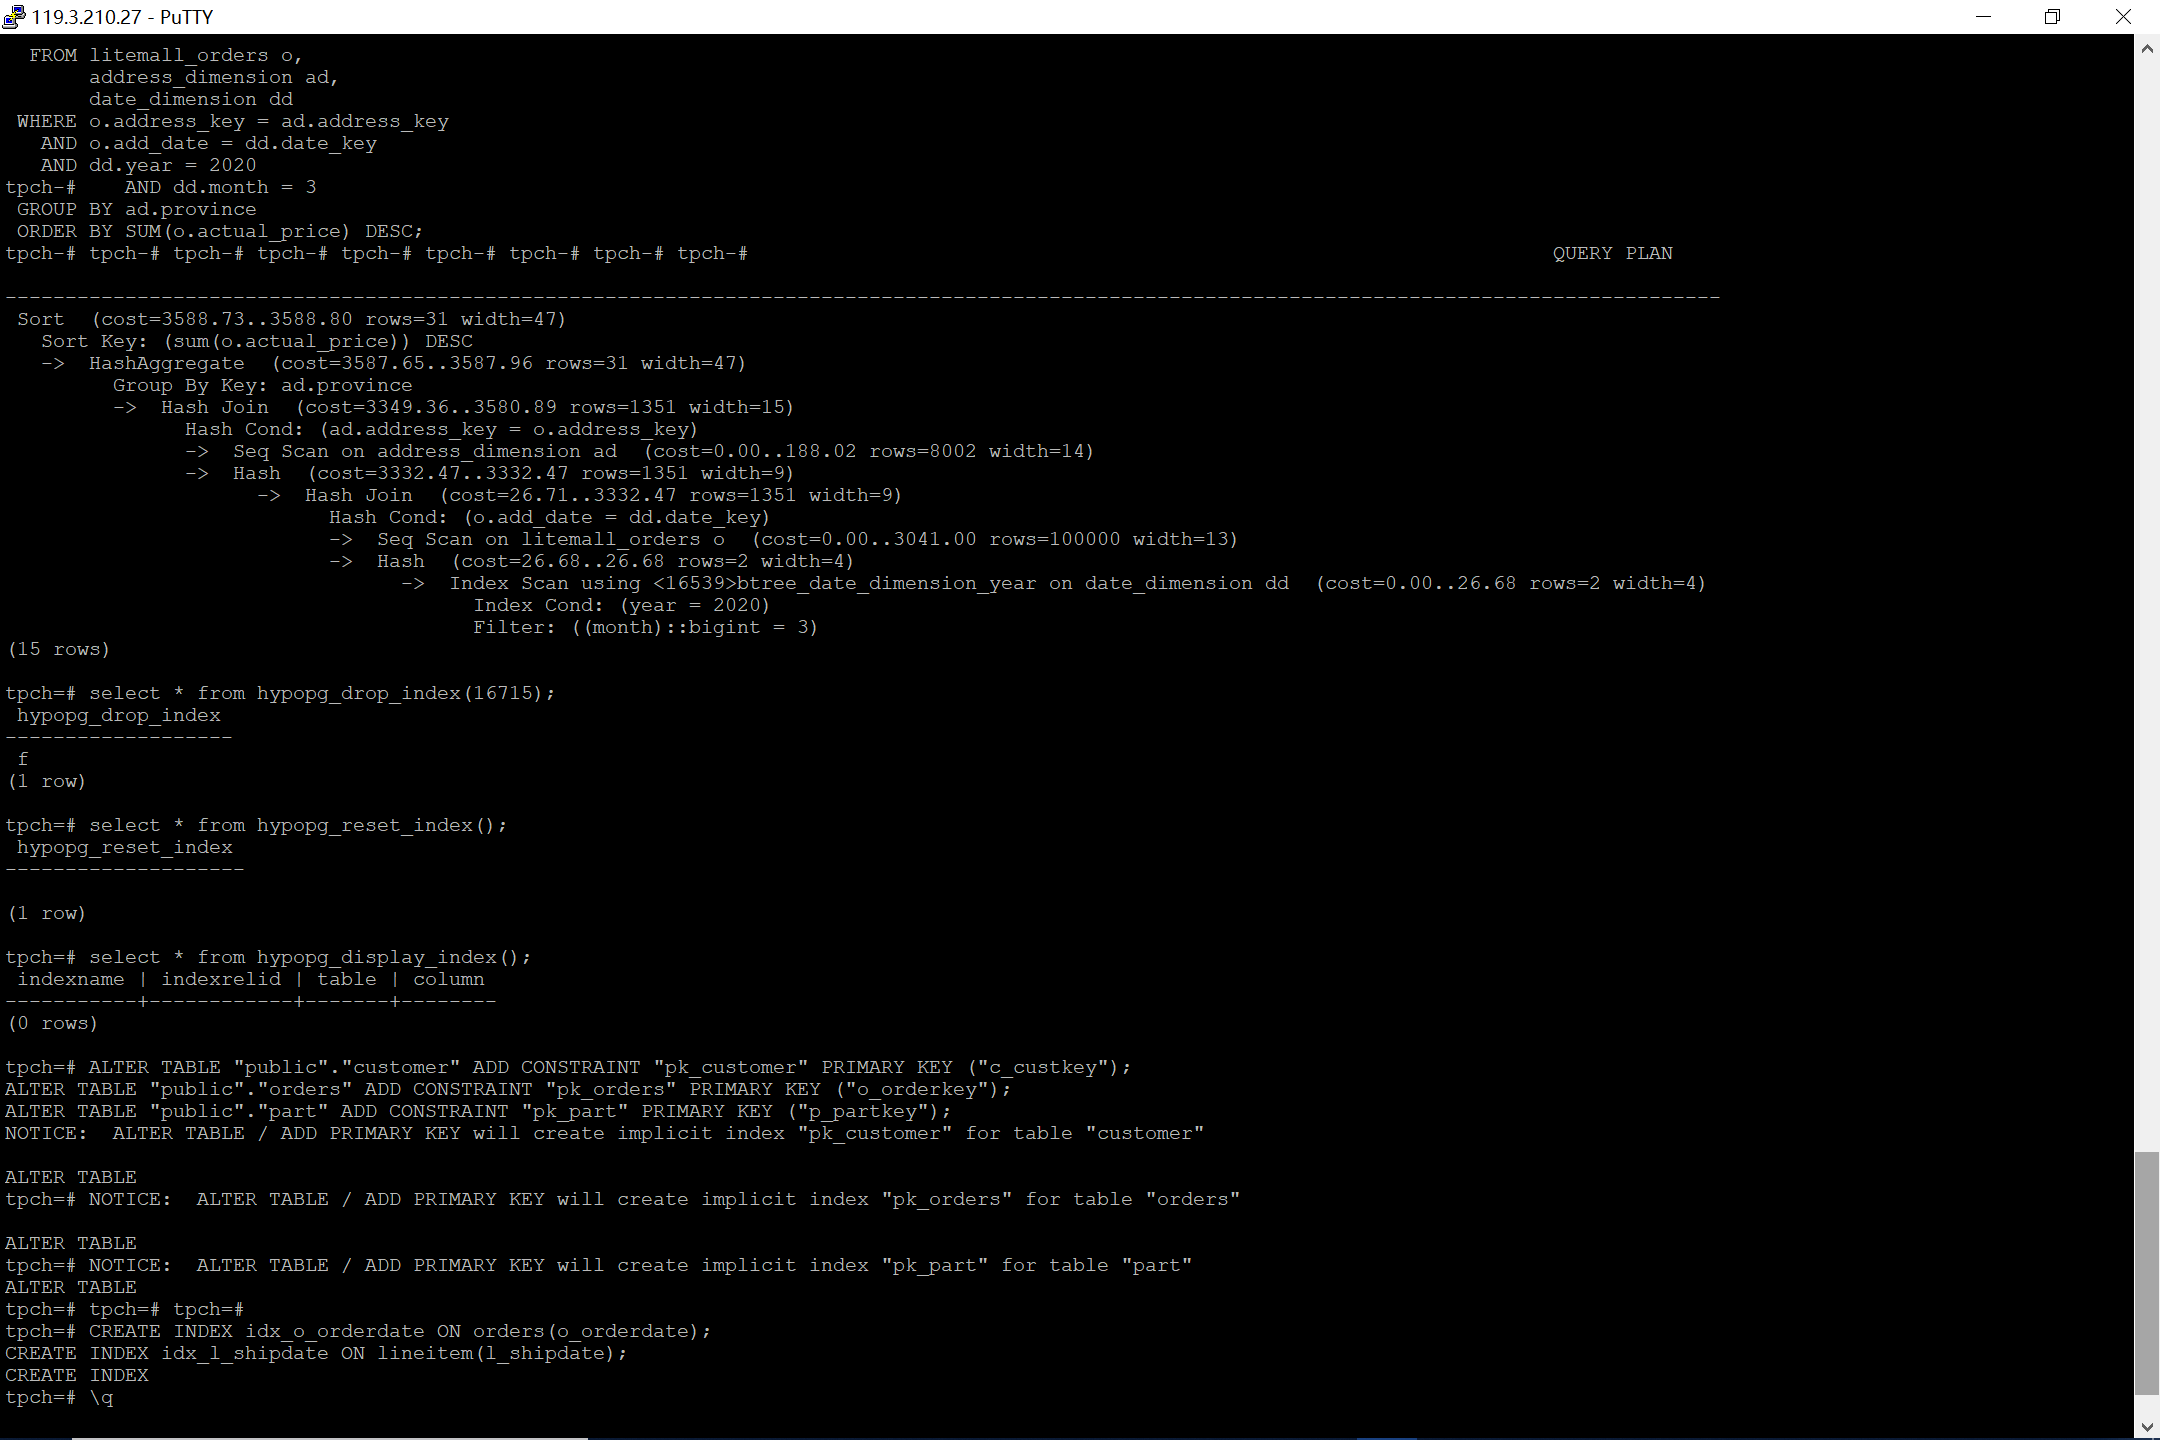 119.3.210.27 - PuTTY
  FROM litemall_orders o,
       address_dimension ad,
       date_dimension dd
 WHERE o.address_key = ad.address_key
   AND o.add_date = dd.date_key
   AND dd.year = 2020
tpch-#    AND dd.month = 3
 GROUP BY ad.province
 ORDER BY SUM(o.actual_price) DESC;
tpch-# tpch-# tpch-# tpch-# tpch-# tpch-# tpch-# tpch-# tpch-#                                                                   QUERY PLAN
-----------------------------------------------------------------------------------------------------------------------------------------------
 Sort  (cost=3588.73..3588.80 rows=31 width=47)
   Sort Key: (sum(o.actual_price)) DESC
   ->  HashAggregate  (cost=3587.65..3587.96 rows=31 width=47)
         Group By Key: ad.province
         ->  Hash Join  (cost=3349.36..3580.89 rows=1351 width=15)
               Hash Cond: (ad.address_key = o.address_key)
               ->  Seq Scan on address_dimension ad  (cost=0.00..188.02 rows=8002 width=14)
               ->  Hash  (cost=3332.47..3332.47 rows=1351 width=9)
                     ->  Hash Join  (cost=26.71..3332.47 rows=1351 width=9)
                           Hash Cond: (o.add_date = dd.date_key)
                           ->  Seq Scan on litemall_orders o  (cost=0.00..3041.00 rows=100000 width=13)
                           ->  Hash  (cost=26.68..26.68 rows=2 width=4)
                                 ->  Index Scan using <16539>btree_date_dimension_year on date_dimension dd  (cost=0.00..26.68 rows=2 width=4)
                                       Index Cond: (year = 2020)
                                       Filter: ((month)::bigint = 3)
(15 rows)
tpch=# select * from hypopg_drop_index(16715);
 hypopg_drop_index
-------------------
 f
(1 row)
tpch=# select * from hypopg_reset_index();
 hypopg_reset_index
--------------------
(1 row)
tpch=# select * from hypopg_display_index();
 indexname | indexrelid | table | column
-----------+------------+-------+--------
(0 rows)
tpch=# ALTER TABLE "public"."customer" ADD CONSTRAINT "pk_customer" PRIMARY KEY ("c_custkey");
ALTER TABLE "public"."orders" ADD CONSTRAINT "pk_orders" PRIMARY KEY ("o_orderkey");
ALTER TABLE "public"."part" ADD CONSTRAINT "pk_part" PRIMARY KEY ("p_partkey");
NOTICE:  ALTER TABLE / ADD PRIMARY KEY will create implicit index "pk_customer" for table "customer"
ALTER TABLE
tpch=# NOTICE:  ALTER TABLE / ADD PRIMARY KEY will create implicit index "pk_orders" for table "orders"
ALTER TABLE
tpch=# NOTICE:  ALTER TABLE / ADD PRIMARY KEY will create implicit index "pk_part" for table "part"
ALTER TABLE
tpch=# tpch=# tpch=#
tpch=# CREATE INDEX idx_o_orderdate ON orders(o_orderdate);
CREATE INDEX idx_l_shipdate ON lineitem(l_shipdate);
CREATE INDEX
tpch=# \q